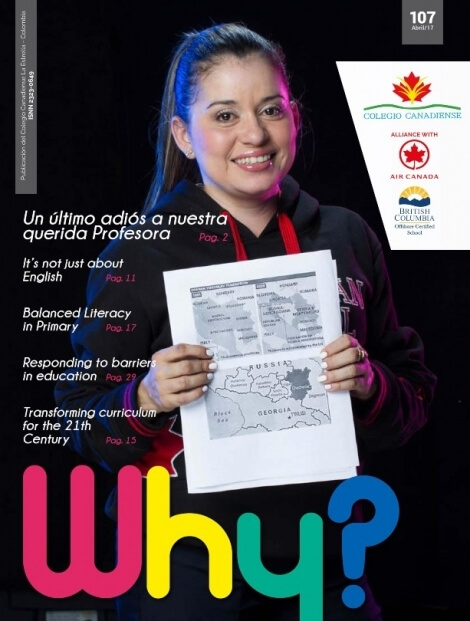 107
Abril/17
Publicación del Colegio Canadiense La Estrella - Colombia
ISNN 2323-0649
COLEGIO CANADIENSE
ALLIANCE WITH
AIR CANADA
BRITISH
COLUMBIA
Offshore Certified
School
Un último adiós a nuestra
querida Profesora Pag. 2
It's not just about
English Pag. 11
Balanced Literacy
in Primary Pag. 17
Responding to barriers
in education Pag. 29
Transforming curriculum
for the 21th
Century Pag. 15
RUSSIA
Black
Sea
GEORGIA
Why?